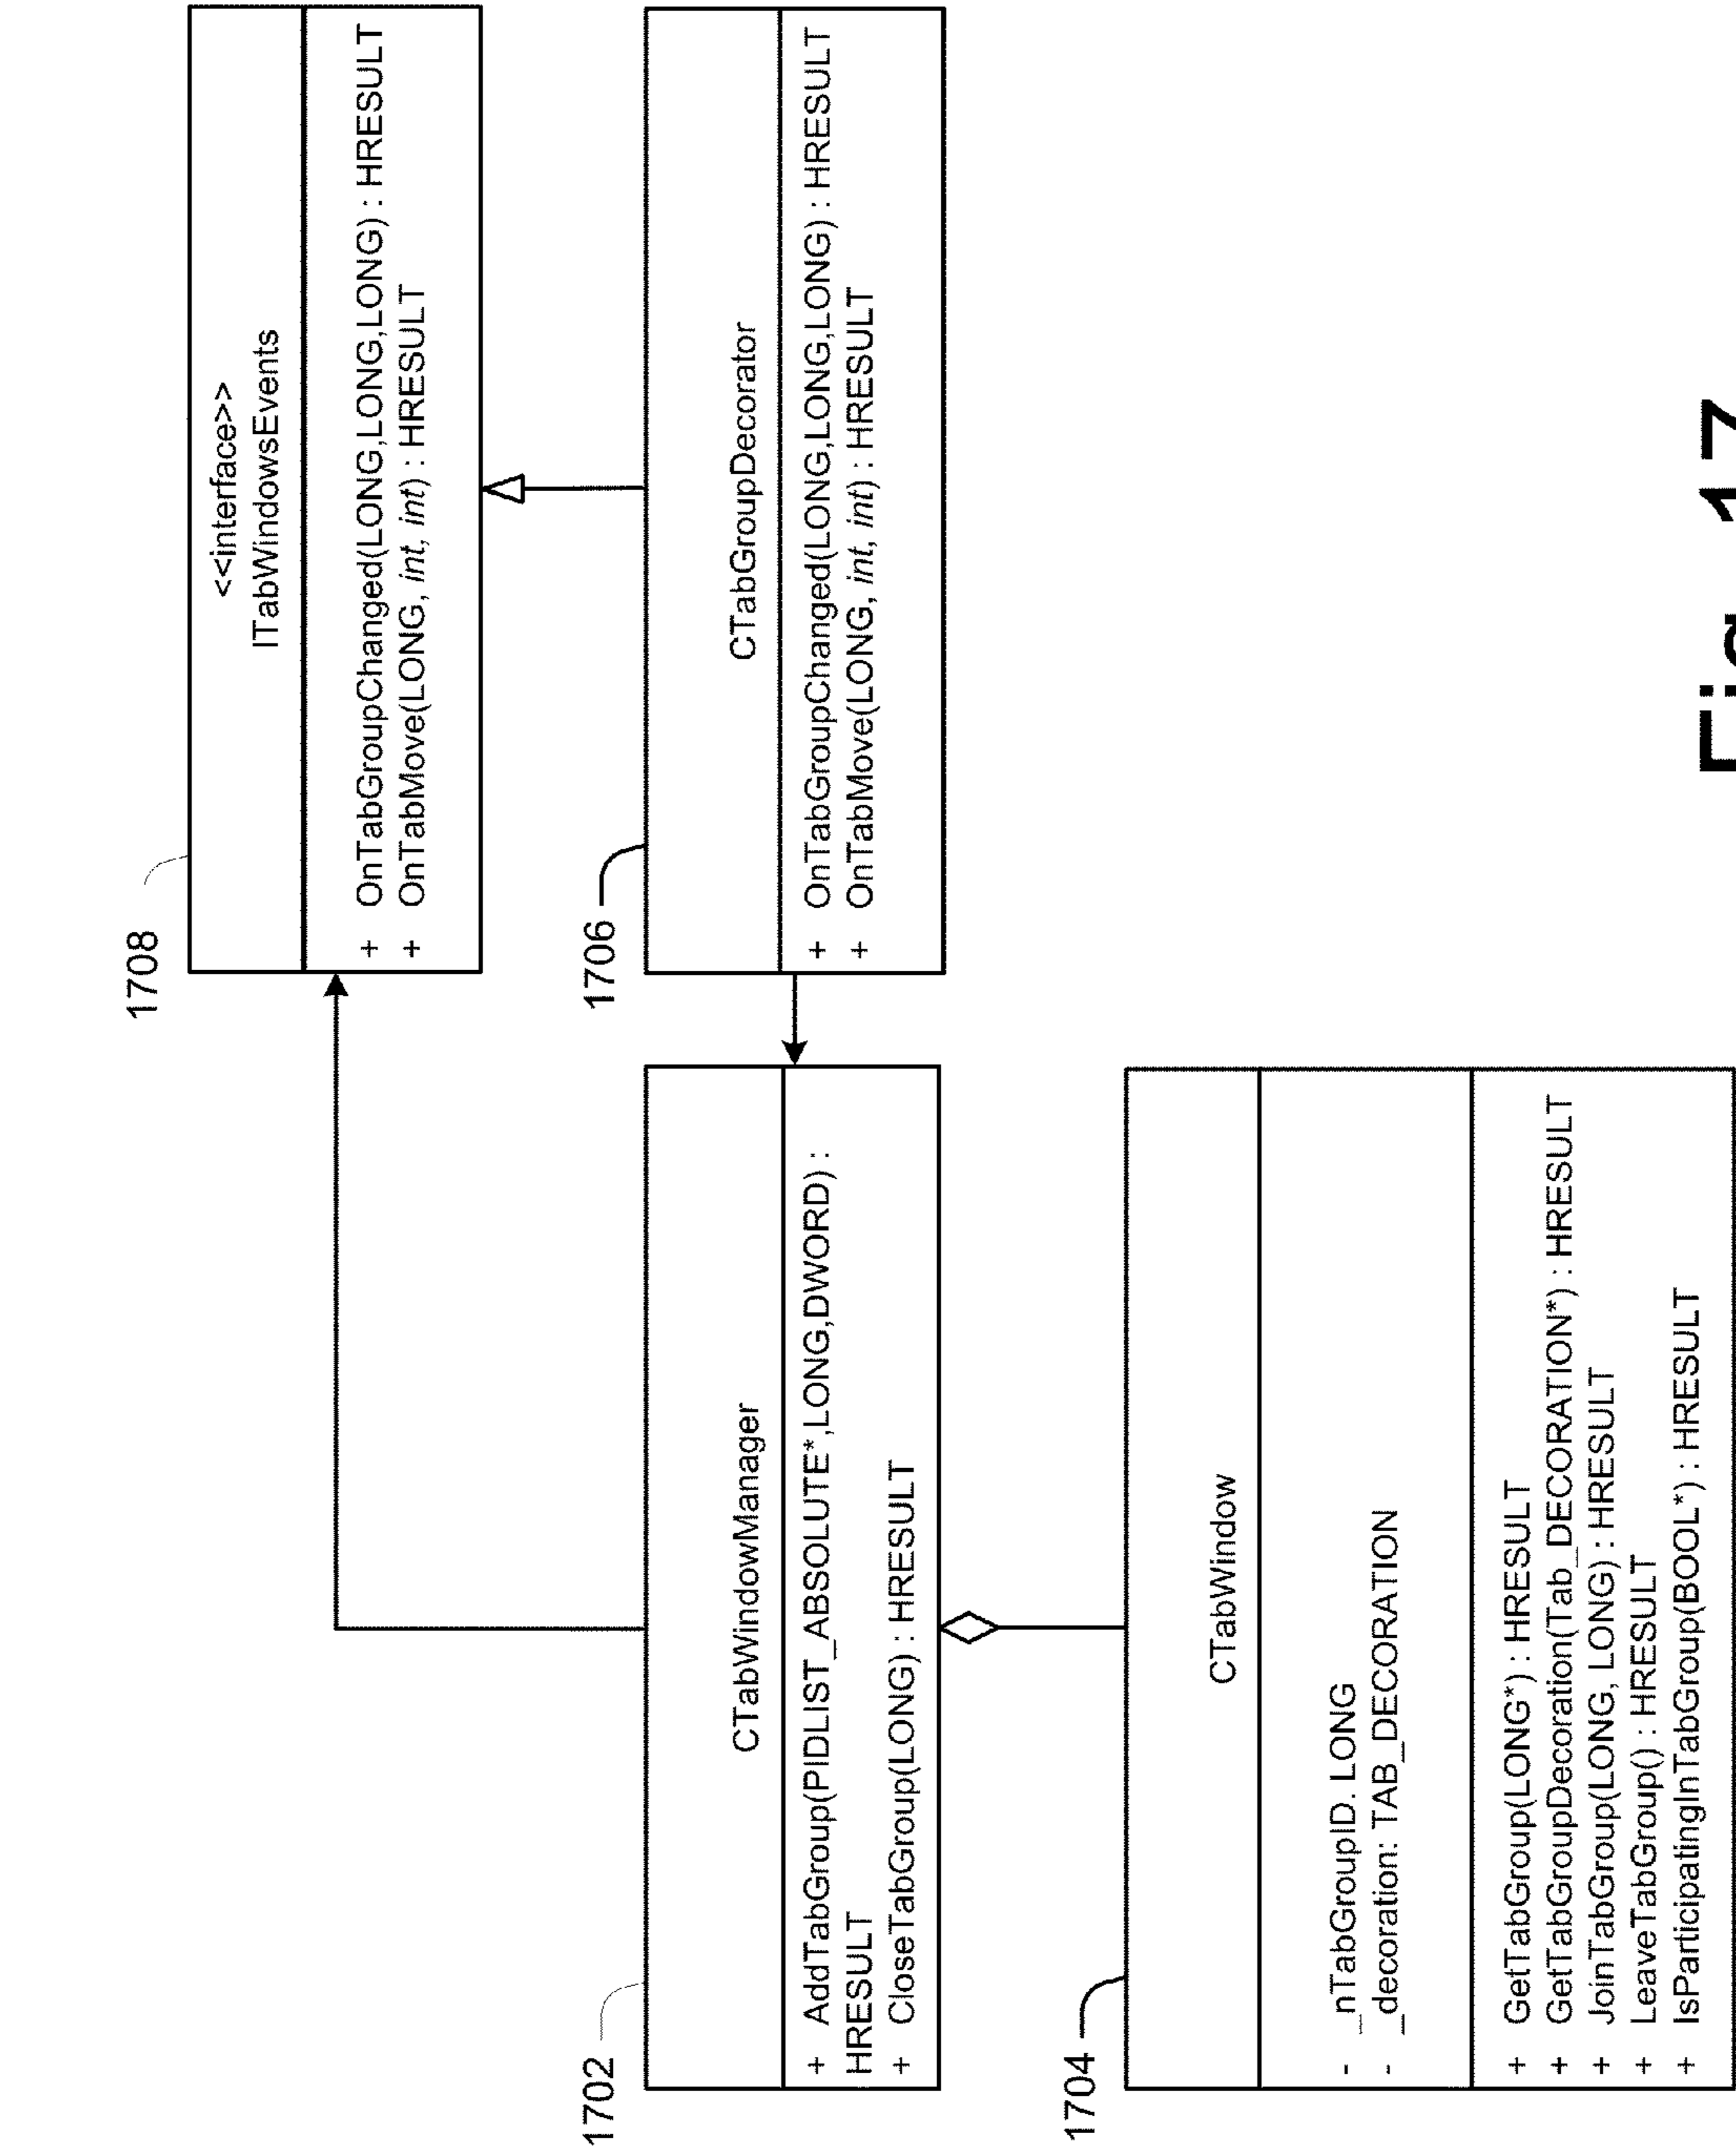 1708
<<interface>>
ITabWindowsEvents
+ OnTabGroupChanged(LONG,LONG,LONG) : HRESULT
+ OnTabMove(LONG, int, int) : HRESULT
1702
CTabWindowManager
+ AddTabGroup(PIDLIST_ABSOLUTE*,LONG,DWORD) :
HRESULT
+ CloseTabGroup(LONG) : HRESULT
1706
CTabGroupDecorator
+ OnTabGroupChanged(LONG,LONG,LONG) : HRESULT
+ OnTabMove(LONG, int, int) : HRESULT
1704
CTabWindow
- _nTabGroupID. LONG
- _decoration: TAB_DECORATION
+ GetTabGroup(LONG*) : HRESULT
+ GetTabGroupDecoration(Tab_DECORATION*) : HRESULT
+ JoinTabGroup(LONG, LONG) : HRESULT
+ LeaveTabGroup() : HRESULT
+ IsParticipatingInTabGroup(BOOL*) : HRESULT
Fig. 17